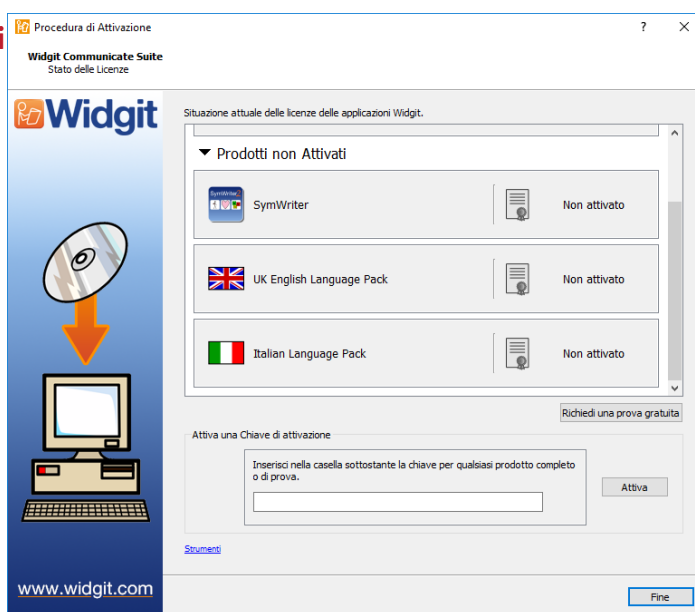 Procedura di Attivazione
Widgit Communicate Suite
Stato delle Licenze
Widgit
Situazione attuale delle licenze delle applicazioni Widgit.
Prodotti non Attivati
SymWriter
SymWriter Non attivato
UK English Language Pack Non attivato
Italian Language Pack Non attivato
Richiedi una prova gratuita
Attiva una Chiave di attivazione
Inserisci nella casella sottostante la chiave per qualsiasi prodotto completo
o di prova.
Attiva
Strumenti
www.widgit.com
Fine